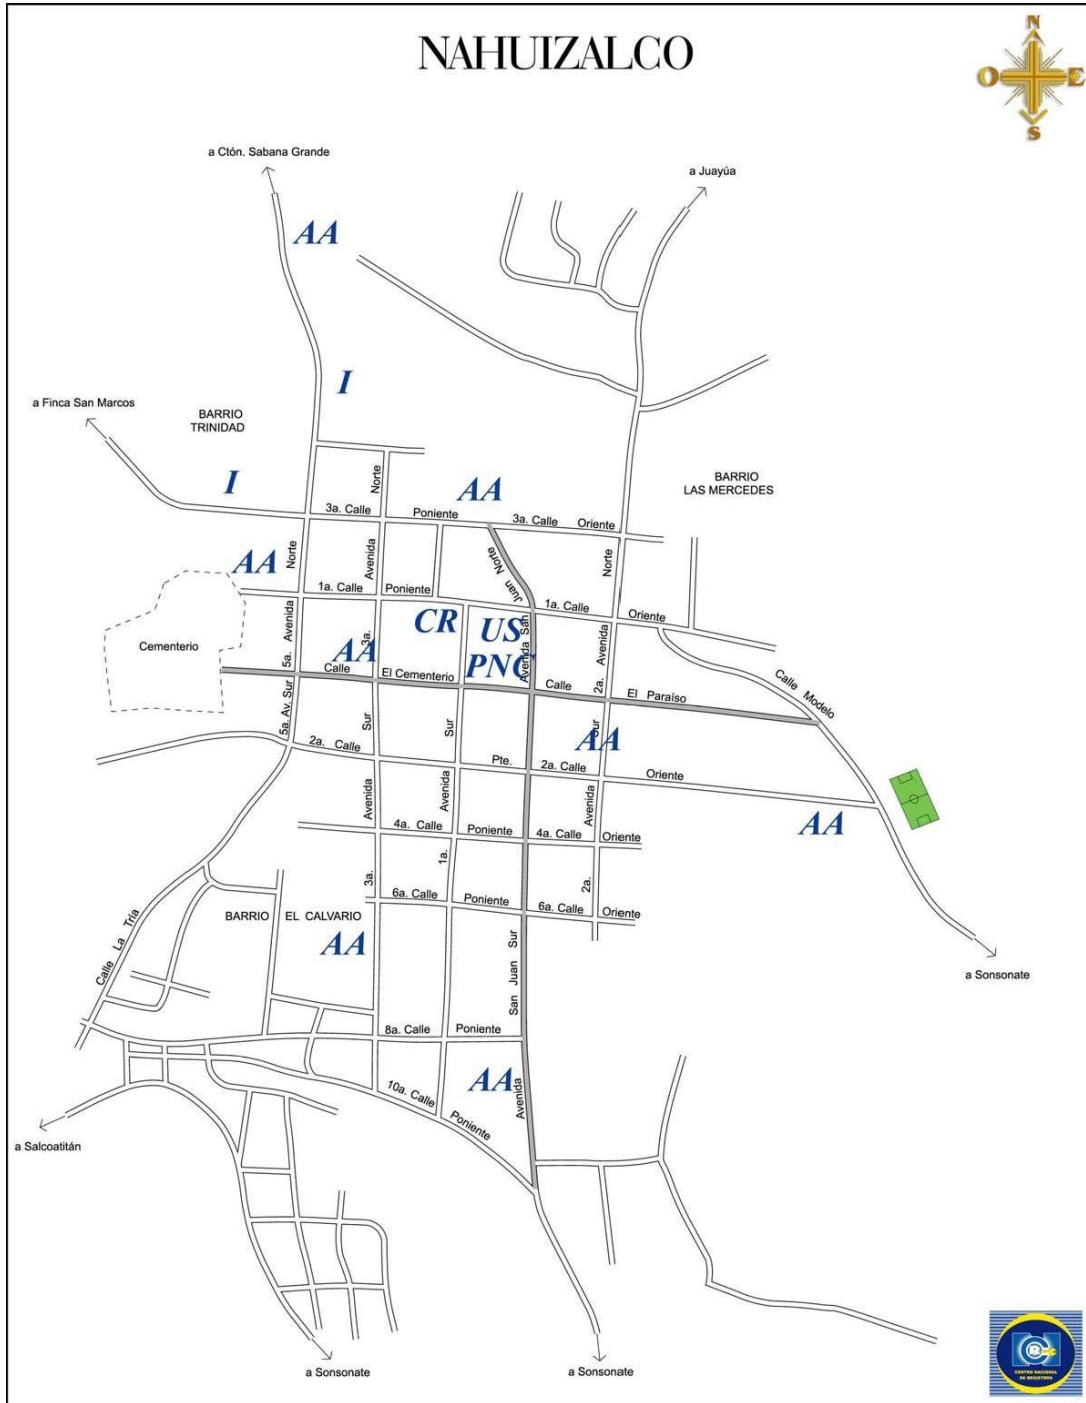 NAHUIZALCO
N
O E
S
a Ctón. Sabana Grande
a Juayúa
AA
I
a Finca San Marcos
BARRIO
TRINIDAD
BARRIO
LAS MERCEDES
I
AA
Norte
3a. Calle
Poniente
3a. Calle
Oriente
AA
Norte
Avenida
Juan Norte
Norte
1a. Calle
Poniente
1a. Calle
Oriente
Cementerio
5a. Avenida
3a.
AA
CR
US
PNC
Avenida San
2a. Avenida
Calle
El Cementerio
Calle
El Paraíso
Calle Modelo
5a. Av. Sur
Sur
Sur
Sur
AA
2a. Calle
Pte.
2a. Calle
Oriente
Avenida
Avenida
Avenida
AA
4a. Calle
Poniente
4a. Calle
Oriente
3a.
1a.
2a.
6a. Calle
Poniente
6a. Calle
Oriente
BARRIO EL CALVARIO
AA
Calle La Tría
San Juan Sur
a Sonsonate
8a. Calle
Poniente
AA
Avenida
10a. Calle
Poniente
a Salcoatitán
a Sonsonate
a Sonsonate
CENTRO NACIONAL
DE REGISTROS